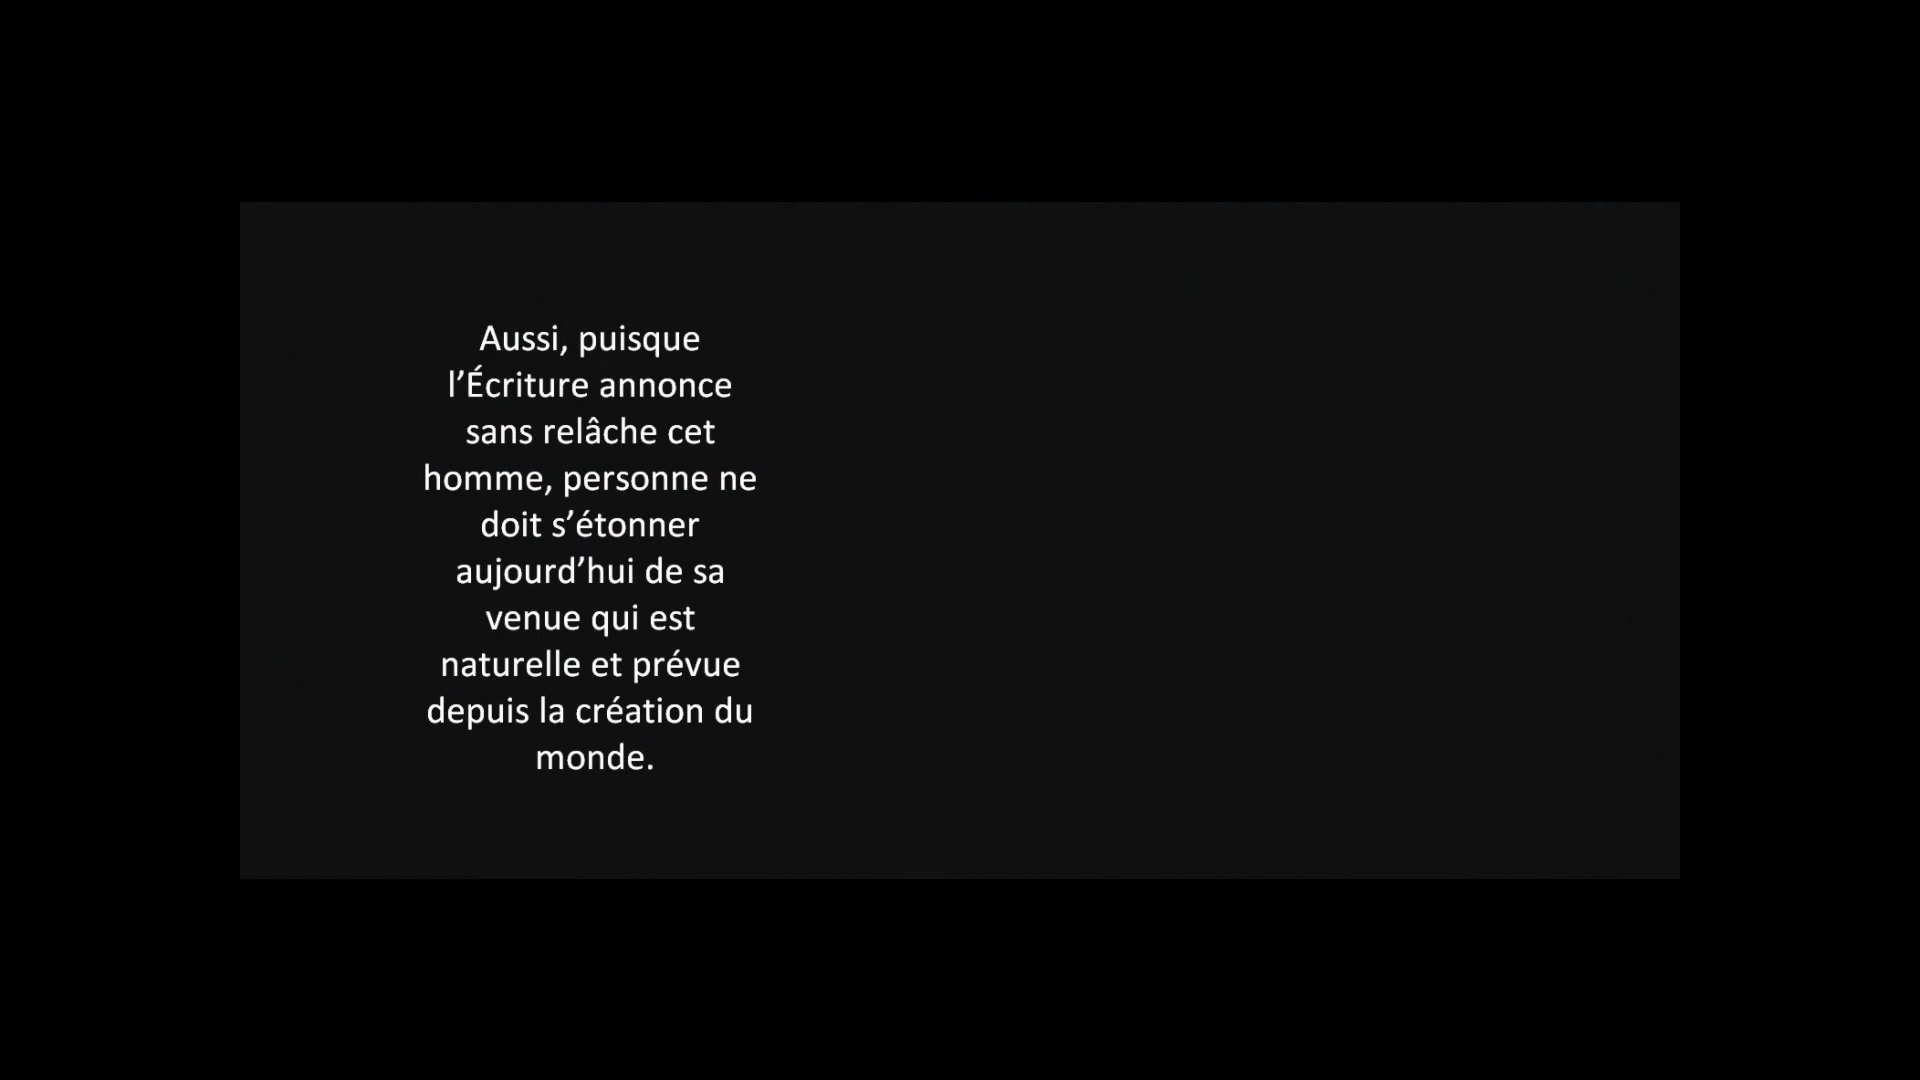 Aussi, puisque
l’Écriture annonce
sans relâche cet
homme, personne ne
doit s’étonner
aujourd’hui de sa
venue qui est
naturelle et prévue
depuis la création du
monde.